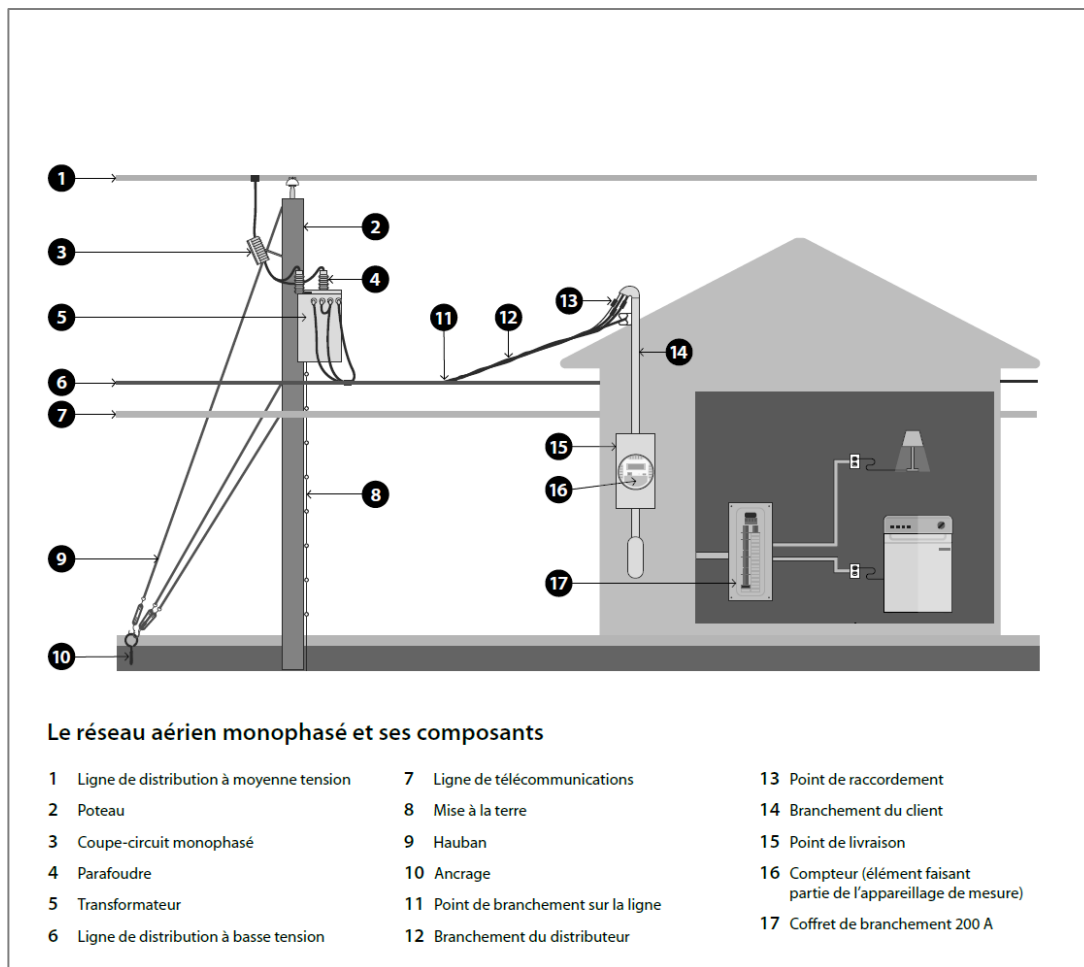 1
2
3
4
5
6
7
8
9
10
11
12
13
14
15
16
17
Le réseau aérien monophasé et ses composants
1 Ligne de distribution à moyenne tension
2 Poteau
3 Coupe-circuit monophasé
4 Parafoudre
5 Transformateur
6 Ligne de distribution à basse tension
7 Ligne de télécommunications
8 Mise à la terre
9 Hauban
10 Ancrage
11 Point de branchement sur la ligne
12 Branchement du distributeur
13 Point de raccordement
14 Branchement du client
15 Point de livraison
16 Compteur (élément faisant
partie de l'appareillage de mesure)
17 Coffret de branchement 200 A